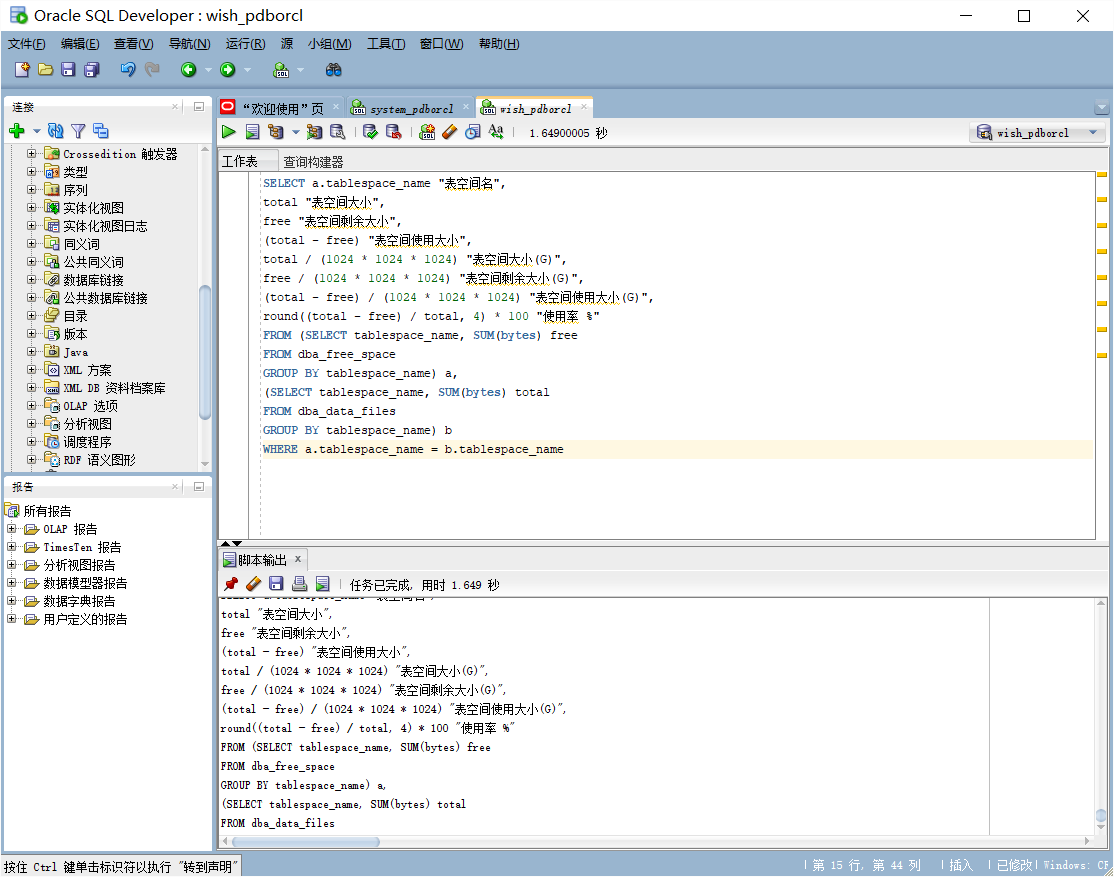 Oracle SQL Developer : wish_pdborcl
文件(F) 编辑(E) 查看(V) 导航(N) 运行(R) 源 小组(M) 工具(T) 窗口(W) 帮助(H)
连接
Crossedition 触发器
类型
序列
实体化视图
实体化视图日志
同义词
公共同义词
数据库链接
公共数据库链接
目录
版本
Java
XML 方案
XML DB 资料档案库
OLAP 选项
分析视图
调度程序
RDF 语义图形
报告
所有报告
OLAP 报告
TimesTen 报告
分析视图报告
数据模型器报告
数据字典报告
用户定义的报告
“欢迎使用”页 system_pdborcl wish_pdborcl
1.64900005 秒 wish_pdborcl
工作表 查询构建器
SELECT a.tablespace_name "表空间名",
total "表空间大小",
free "表空间剩余大小",
(total - free) "表空间使用大小",
total / (1024 * 1024 * 1024) "表空间大小(G)",
free / (1024 * 1024 * 1024) "表空间剩余大小(G)",
(total - free) / (1024 * 1024 * 1024) "表空间使用大小(G)",
round((total - free) / total, 4) * 100 "使用率 %"
FROM (SELECT tablespace_name, SUM(bytes) free
FROM dba_free_space
GROUP BY tablespace_name) a,
(SELECT tablespace_name, SUM(bytes) total
FROM dba_data_files
GROUP BY tablespace_name) b
WHERE a.tablespace_name = b.tablespace_name
脚本输出
任务已完成, 用时 1.649 秒
total "表空间大小",
free "表空间剩余大小",
(total - free) "表空间使用大小",
total / (1024 * 1024 * 1024) "表空间大小(G)",
free / (1024 * 1024 * 1024) "表空间剩余大小(G)",
(total - free) / (1024 * 1024 * 1024) "表空间使用大小(G)",
round((total - free) / total, 4) * 100 "使用率 %"
FROM (SELECT tablespace_name, SUM(bytes) free
FROM dba_free_space
GROUP BY tablespace_name) a,
(SELECT tablespace_name, SUM(bytes) total
FROM dba_data_files
按住 Ctrl 键单击标识符以执行 "转到声明" 第 15 行, 第 44 列 插入 已修改 Windows: CR